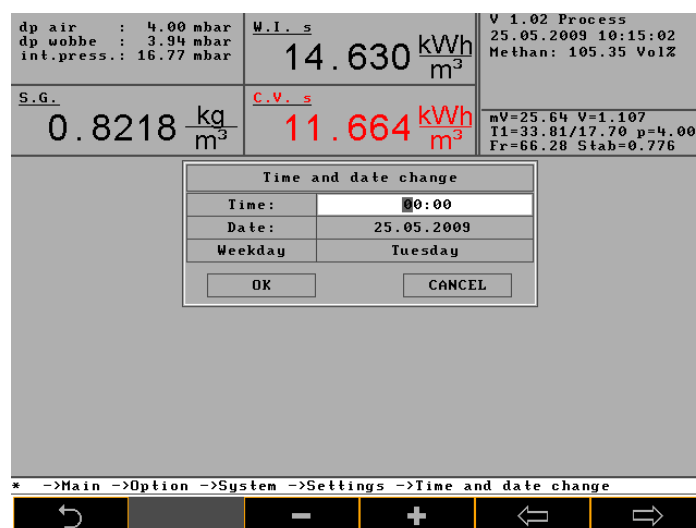 dp air : 4.00 mbar
dp wobbe : 3.94 mbar
int.press.: 16.77 mbar
W.I. s
14.630 kWh/m³
V 1.02 Process
25.05.2009 10:15:02
Methan: 105.35 Vol%
S.G.
0.8218 kg/m³
C.V. s
11.664 kWh/m³
mV=25.64 V=1.107
T1=33.81/17.70 p=4.00
Fr=66.28 Stab=0.776
Time and date change
Time: 00:00
Date: 25.05.2009
Weekday Tuesday
OK CANCEL
* ->Main ->Option ->System ->Settings ->Time and date change